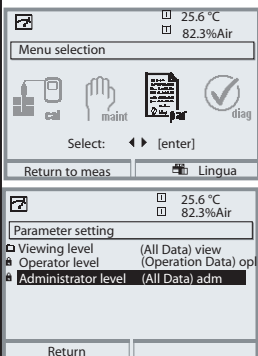 25.6 °C
82.3%Air
Menu selection
cal maint par diag
Select: [enter]
Return to meas Lingua
25.6 °C
82.3%Air
Parameter setting
Viewing level (All Data) view
Operator level (Operation Data) opl
Administrator level (All Data) adm
Return